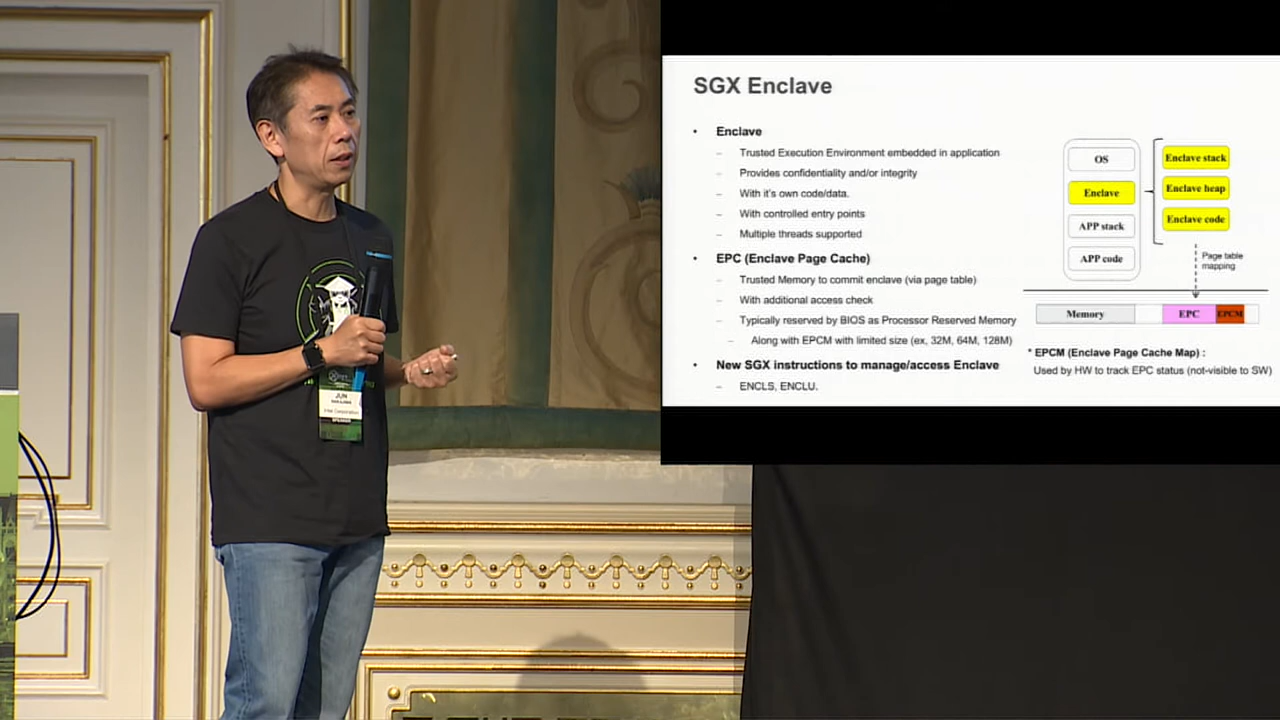 SGX Enclave
• Enclave
– Trusted Execution Environment embedded in application
– Provides confidentiality and/or integrity
– With it's own code/data.
– With controlled entry points
– Multiple threads supported
• EPC (Enclave Page Cache)
– Trusted Memory to commit enclave (via page table)
– With additional access check
– Typically reserved by BIOS as Processor Reserved Memory
– Along with EPCM with limited size (ex, 32M, 64M, 128M)
• New SGX instructions to manage/access Enclave
– ENCLS, ENCLU.
OS
Enclave
APP stack
APP code
Enclave stack
Enclave heap
Enclave code
Page table
mapping
Memory
EPC
EPCM
* EPCM (Enclave Page Cache Map) :
Used by HW to track EPC status (not-visible to SW)
JUN
NAKAJIMA
Intel Corporation
SPEAKER